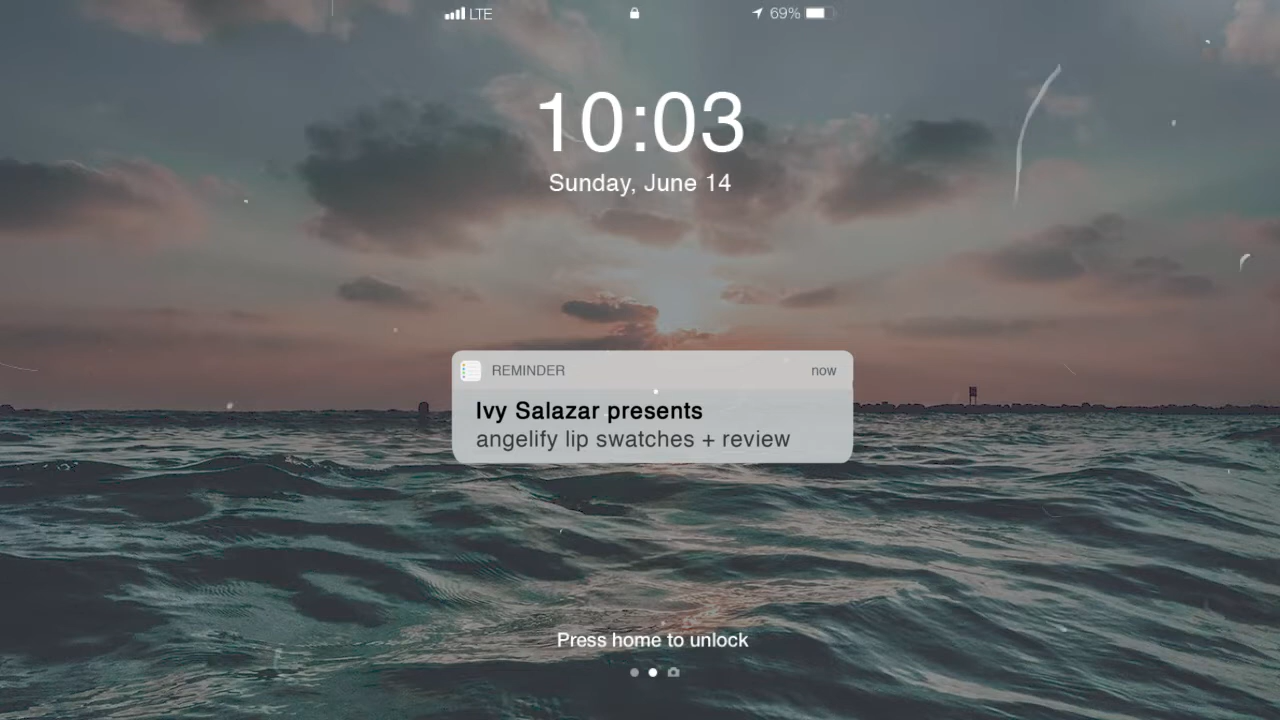 LTE
69%
10:03
Sunday, June 14
REMINDER now
Ivy Salazar presents
angelify lip swatches + review
Press home to unlock